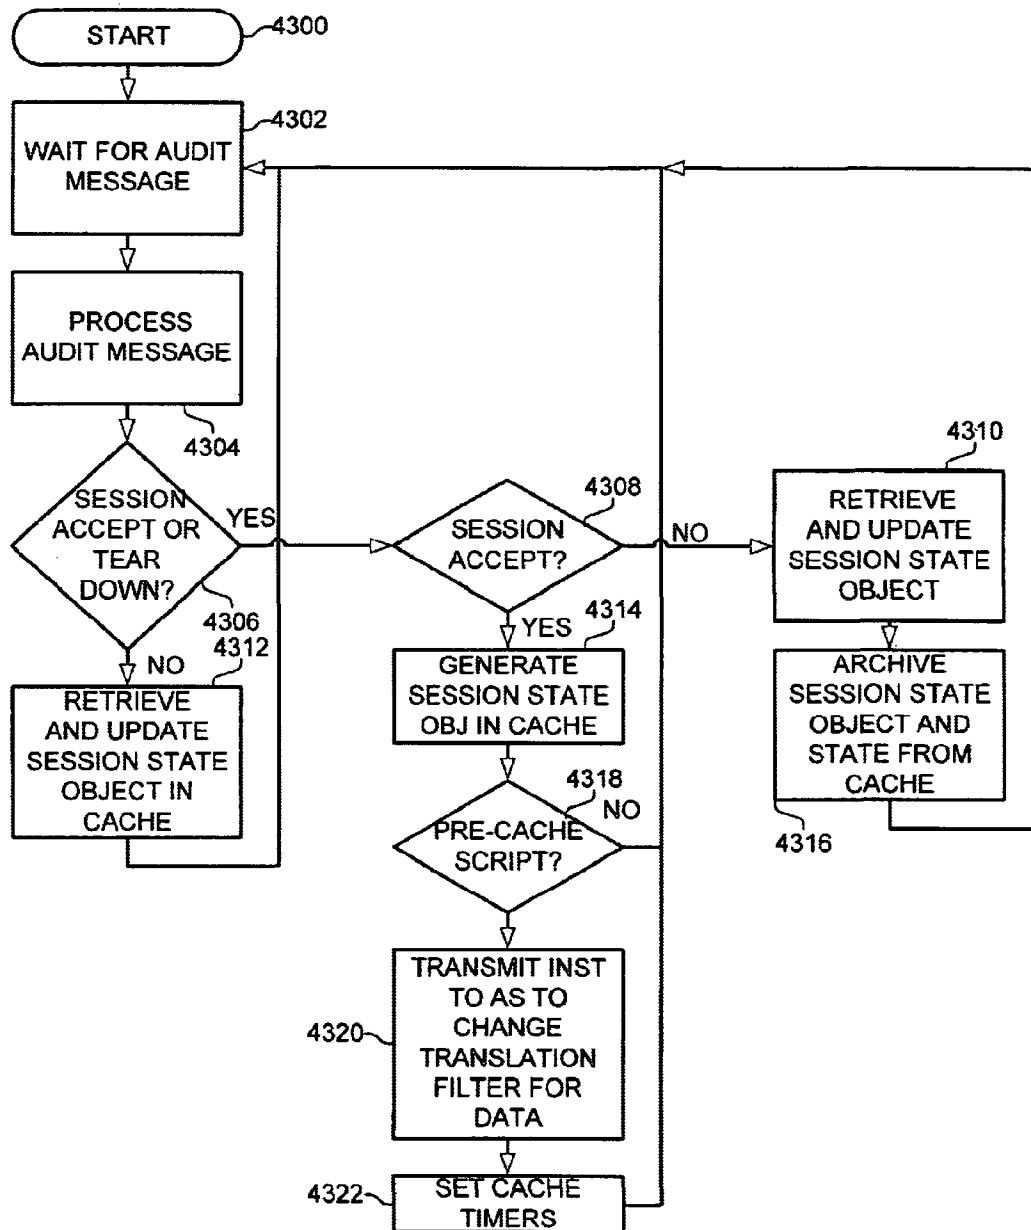 START
4300
4302
WAIT FOR AUDIT
MESSAGE
PROCESS
AUDIT MESSAGE
4304
SESSION
ACCEPT OR
TEAR
DOWN?
YES
4306
NO
4312
RETRIEVE
AND UPDATE
SESSION STATE
OBJECT IN
CACHE
4308
SESSION
ACCEPT?
NO
YES
4310
RETRIEVE
AND UPDATE
SESSION STATE
OBJECT
4314
GENERATE
SESSION STATE
OBJ IN CACHE
ARCHIVE
SESSION STATE
OBJECT AND
STATE FROM
CACHE
4316
4318
NO
PRE-CACHE
SCRIPT?
TRANSMIT INST
TO AS TO
CHANGE
TRANSLATION
FILTER FOR
DATA
4320
4322
SET CACHE
TIMERS